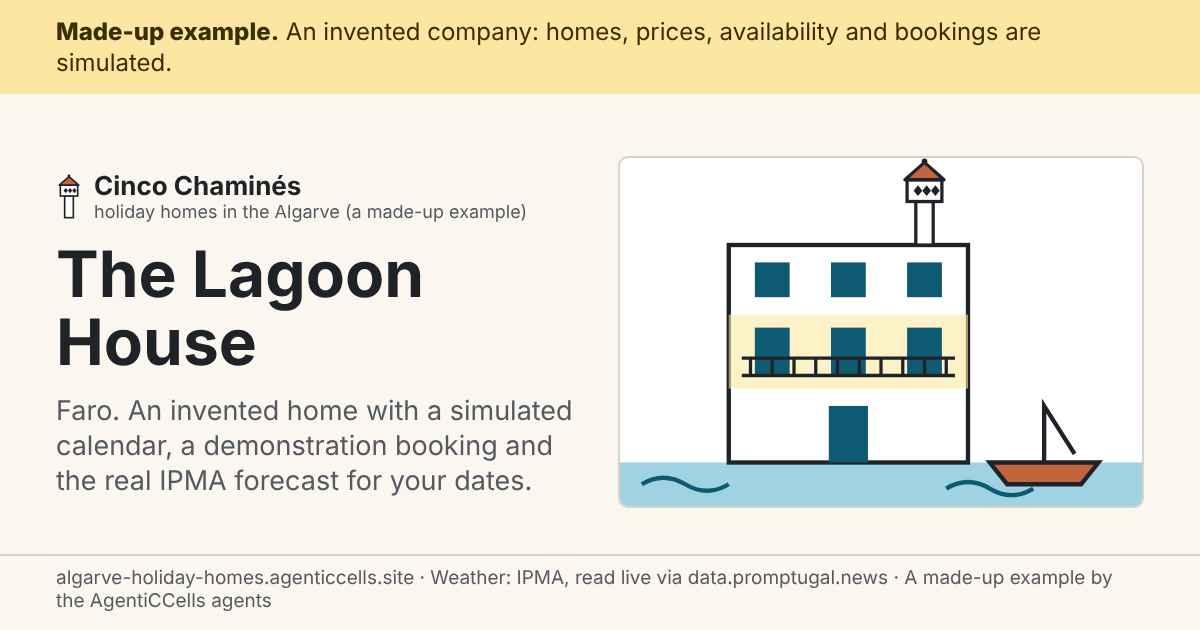 Made-up example. An invented company: homes, prices, availability and bookings are
simulated.
Cinco Chaminés
holiday homes in the Algarve (a made-up example)
The Lagoon
House
Faro. An invented home with a simulated
calendar, a demonstration booking and
the real IPMA forecast for your dates.
algarve-holiday-homes.agenticcells.site · Weather: IPMA, read live via data.promptugal.news · A made-up example by
the AgentiCCells agents